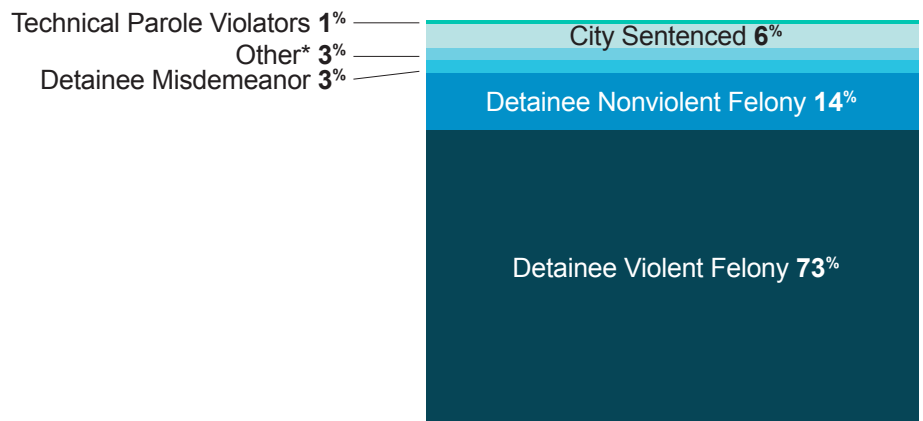 Technical Parole Violators 1%
City Sentenced 6%
Other* 3%
Detainee Misdemeanor 3%
Detainee Nonviolent Felony 14%
Detainee Violent Felony 73%